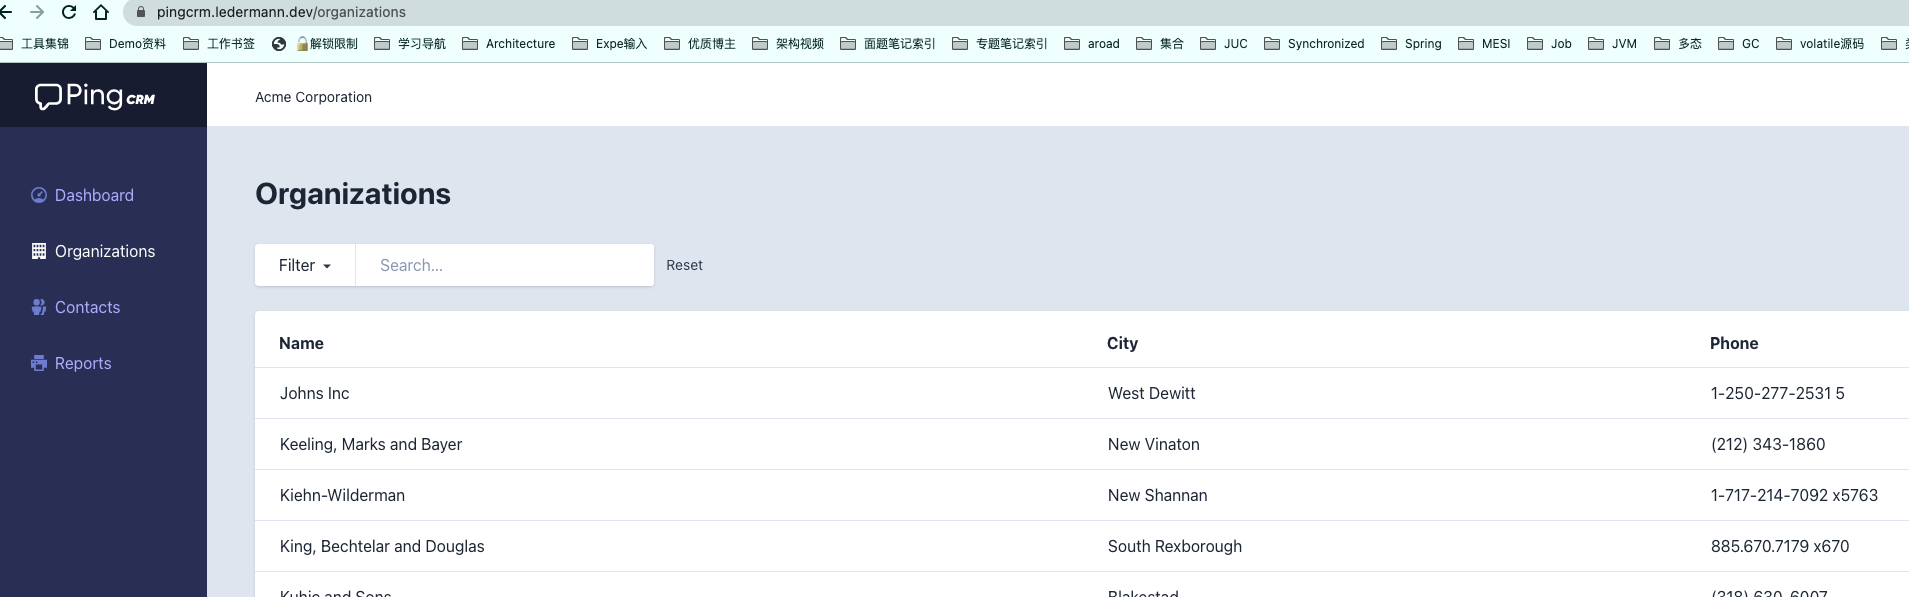 pingcrm.ledermann.dev/organizations
工具集锦 Demo资料 工作书签 解锁限制 学习导航 Architecture Expe输入 优质博主 架构视频 面题笔记索引 专题笔记索引 aroad 集合 JUC Synchronized Spring MESI Job JVM 多态 GC volatile源码
Ping CRM
Acme Corporation
Dashboard
Organizations
Contacts
Reports
Organizations
Filter Search... Reset
Name City Phone
Johns Inc West Dewitt 1-250-277-2531 5
Keeling, Marks and Bayer New Vinaton (212) 343-1860
Kiehn-Wilderman New Shannan 1-717-214-7092 x5763
King, Bechtelar and Douglas South Rexborough 885.670.7179 x670